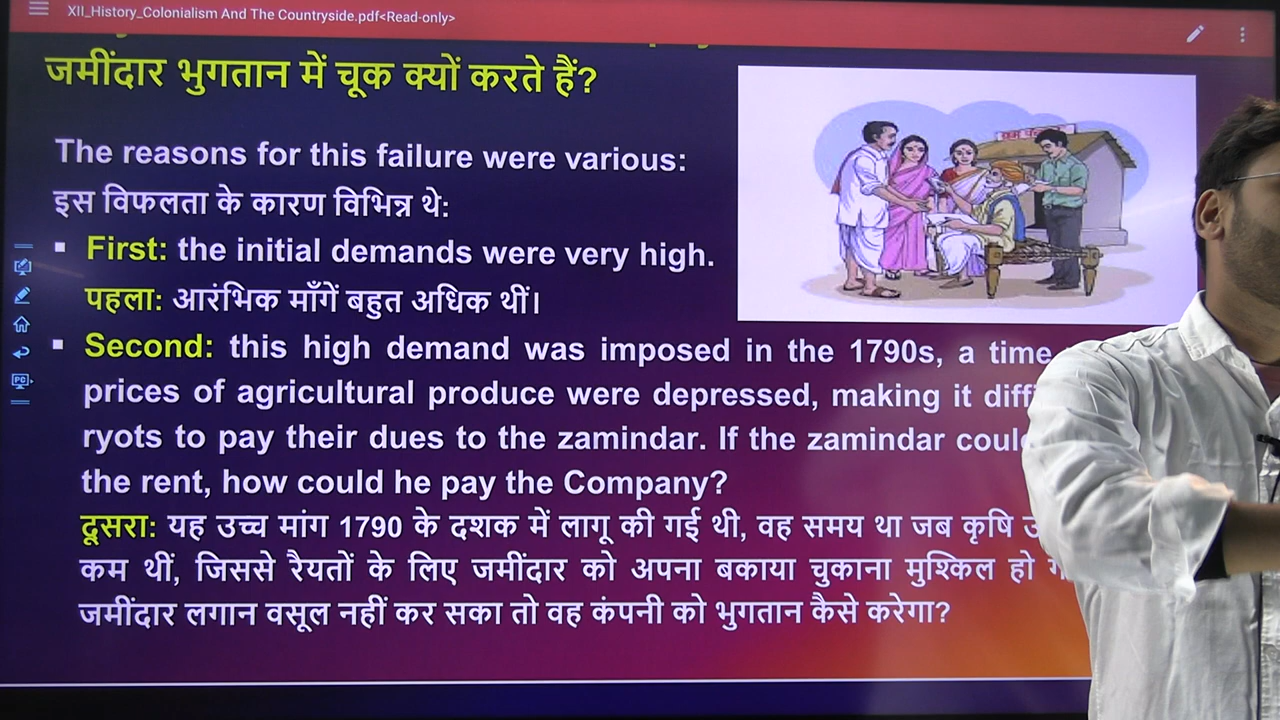 XII_History_Colonialism And The Countryside.pdf<Read-only>
जमींदार भुगतान में चूक क्यों करते हैं?
The reasons for this failure were various:
इस विफलता के कारण विभिन्न थे:
▪ First: the initial demands were very high.
पहला: आरंभिक माँगें बहुत अधिक थीं।
▪ Second: this high demand was imposed in the 1790s, a time
prices of agricultural produce were depressed, making it
ryots to pay their dues to the zamindar. If the zamindar
the rent, how could he pay the Company?
दूसरा: यह उच्च मांग 1790 के दशक में लागू की गई थी, वह समय था जब कृषि
कम थीं, जिससे रैयतों के लिए जमींदार को अपना बकाया चुकाना मुश्किल हो
जमींदार लगान वसूल नहीं कर सका तो वह कंपनी को भुगतान कैसे करेगा?
PC